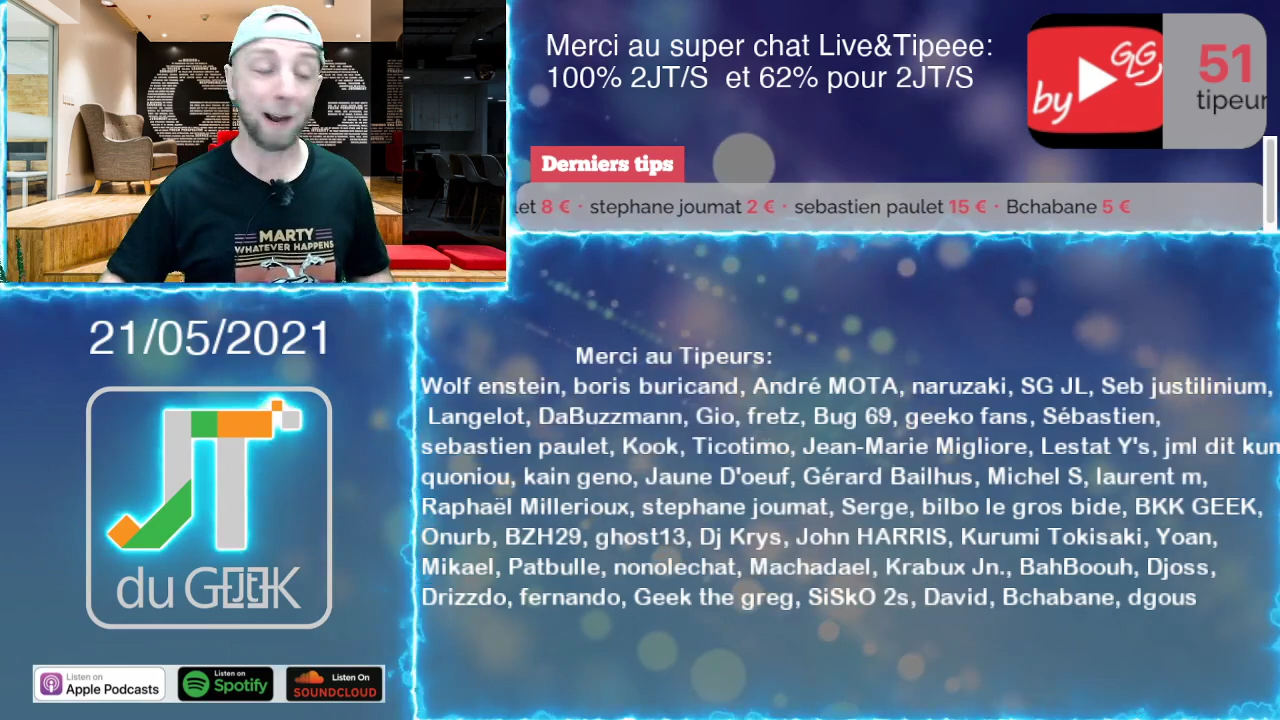 Merci au super chat Live&Tipeee:
100% 2JT/S et 62% pour 2JT/S
by GLG
51
tipeur
Derniers tips
let 8 € · stephane joumat 2 € · sebastien paulet 15 € · Bchabane 5 €
MARTY
WHATEVER HAPPENS
21/05/2021
JT
du GEEK
Listen on
Apple Podcasts
Listen on
Spotify
Listen On
SOUNDCLOUD
Merci au Tipeurs:
Wolf enstein, boris buricand, André MOTA, naruzaki, SG JL, Seb justilinium,
Langelot, DaBuzzmann, Gio, fretz, Bug 69, geeko fans, Sébastien,
sebastien paulet, Kook, Ticotimo, Jean-Marie Migliore, Lestat Y's, jml dit kum
quoniou, kain geno, Jaune D'oeuf, Gérard Bailhus, Michel S, laurent m,
Raphaël Millerioux, stephane joumat, Serge, bilbo le gros bide, BKK GEEK,
Onurb, BZH29, ghost13, Dj Krys, John HARRIS, Kurumi Tokisaki, Yoan,
Mikael, Patbulle, nonolechat, Machadael, Krabux Jn., BahBoouh, Djoss,
Drizzdo, fernando, Geek the greg, SiSkO 2s, David, Bchabane, dgous